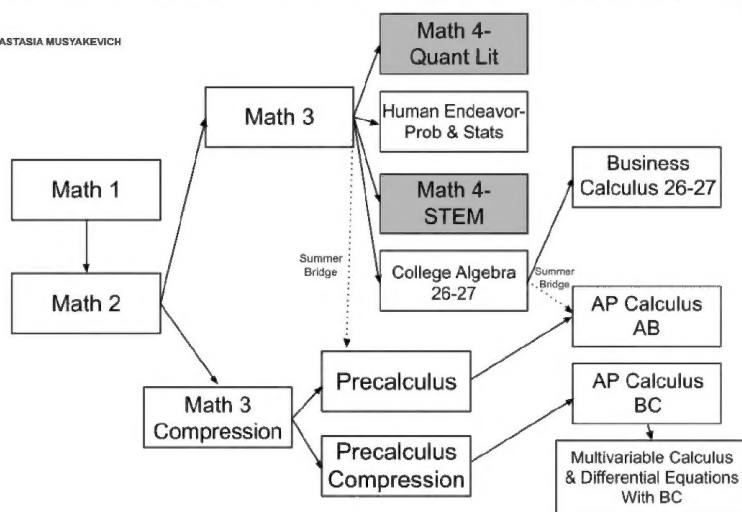 ASTASIA MUSYAKEVICH
Math 4-
Quant Lit
Math 3
Human Endeavor-
Prob & Stats
Math 1
Math 4-
STEM
Business
Calculus 26-27
Summer
Bridge
College Algebra
26-27
Summer
Bridge
Math 2
AP Calculus
AB
Precalculus
Math 3
Compression
AP Calculus
BC
Precalculus
Compression
Multivariable Calculus
& Differential Equations
With BC